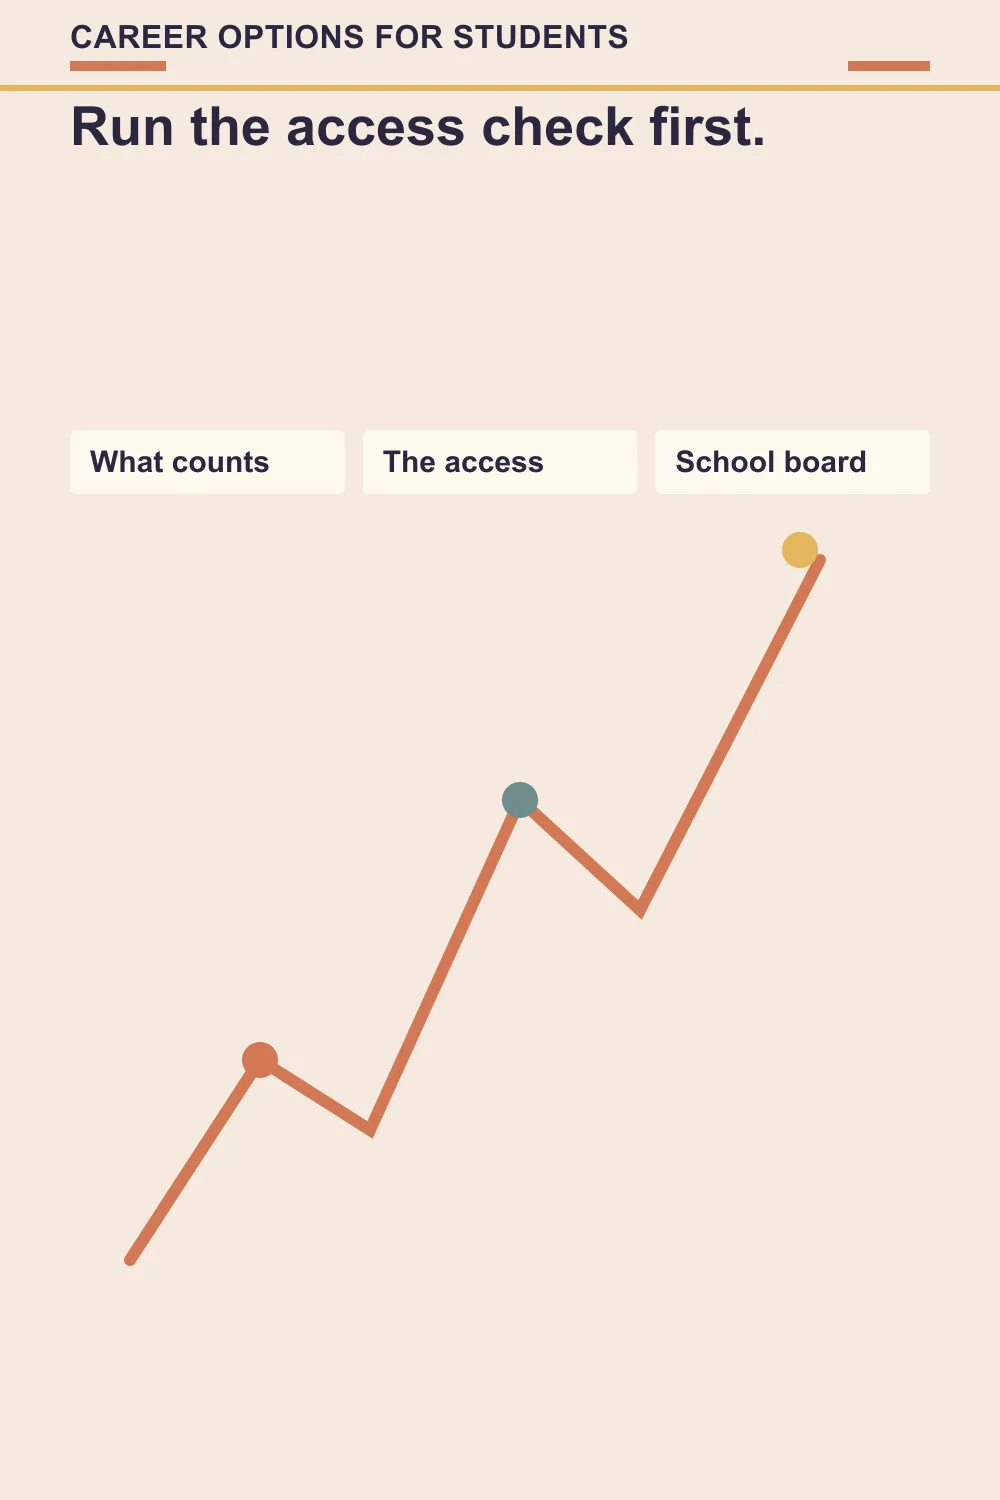 CAREER OPTIONS FOR STUDENTS
Run the access check first.
What counts
The access
School board